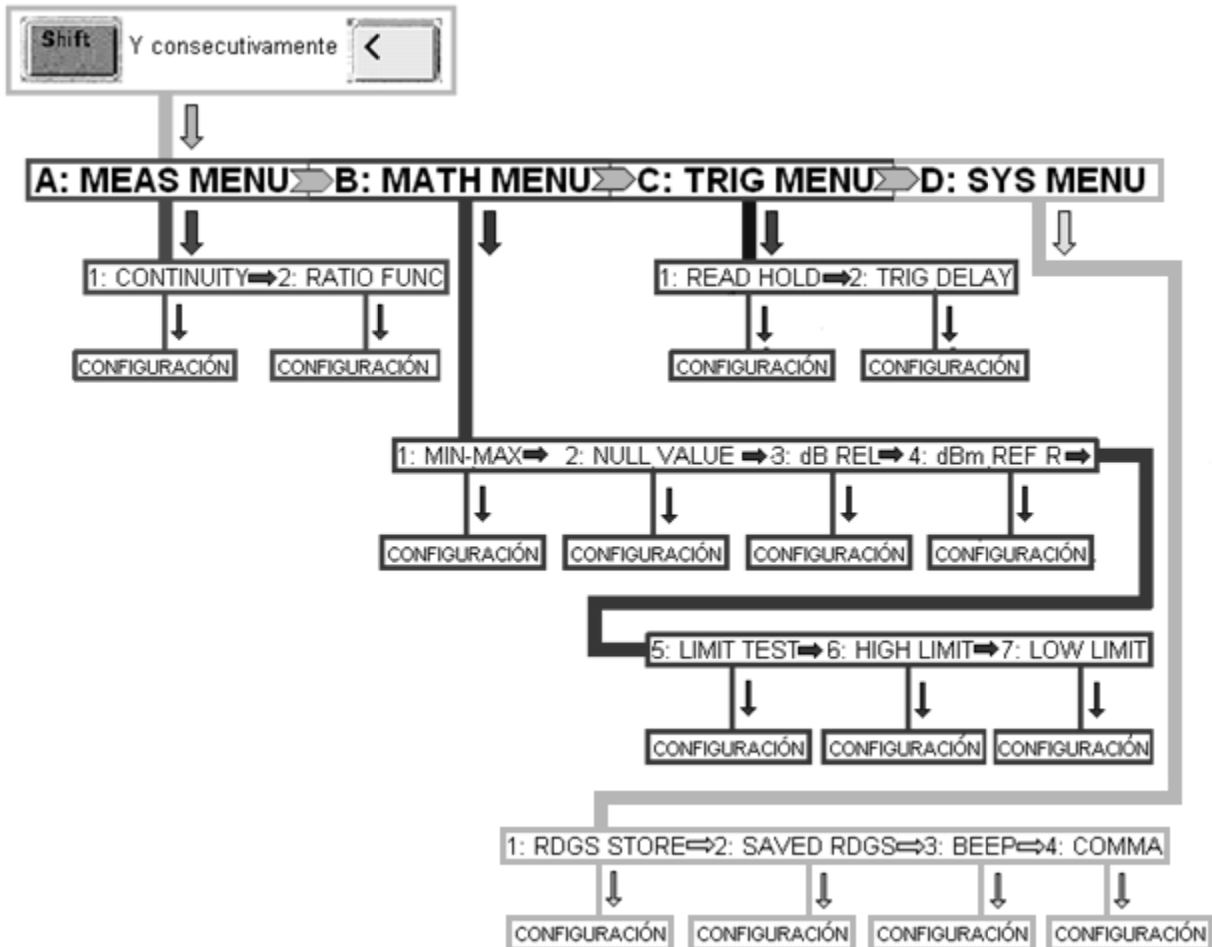 Shift Y consecutivamente <
A: MEAS MENU B: MATH MENU C: TRIG MENU D: SYS MENU
1: CONTINUITY 2: RATIO FUNC
1: READ HOLD 2: TRIG DELAY
CONFIGURACIÓN CONFIGURACIÓN
CONFIGURACIÓN CONFIGURACIÓN
1: MIN-MAX 2: NULL VALUE 3: dB REL 4: dBm REF R
CONFIGURACIÓN CONFIGURACIÓN CONFIGURACIÓN CONFIGURACIÓN
5: LIMIT TEST 6: HIGH LIMIT 7: LOW LIMIT
CONFIGURACIÓN CONFIGURACIÓN CONFIGURACIÓN
1: RDGS STORE 2: SAVED RDGS 3: BEEP 4: COMMA
CONFIGURACIÓN CONFIGURACIÓN CONFIGURACIÓN CONFIGURACIÓN